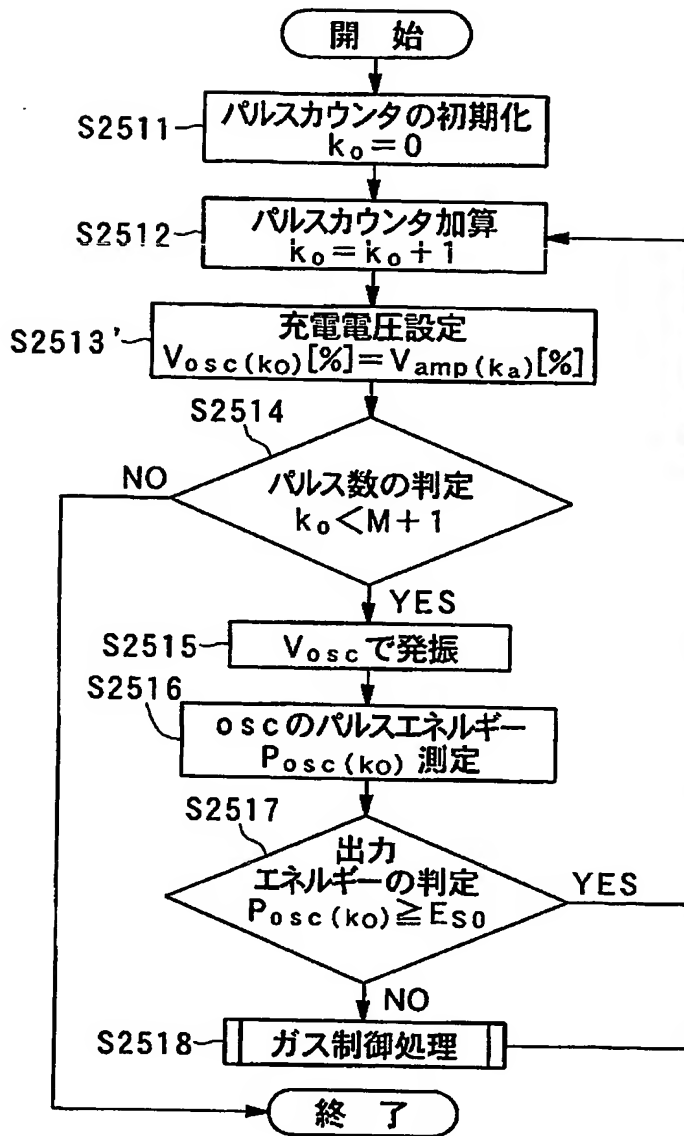 開 始
S2511
パルスカウンタの初期化
k₀=0
S2512
パルスカウンタ加算
k₀=k₀+1
S2513'
充電電圧設定
Vosc(ko)[%]=Vamp(ka)[%]
S2514
NO
パルス数の判定
k₀<M+1
YES
S2515
Voscで発振
S2516
oscのパルスエネルギー
Posc(ko) 測定
S2517
出力
エネルギーの判定
YES
Posc(ko)≧ES0
NO
S2518
ガス制御処理
終 了